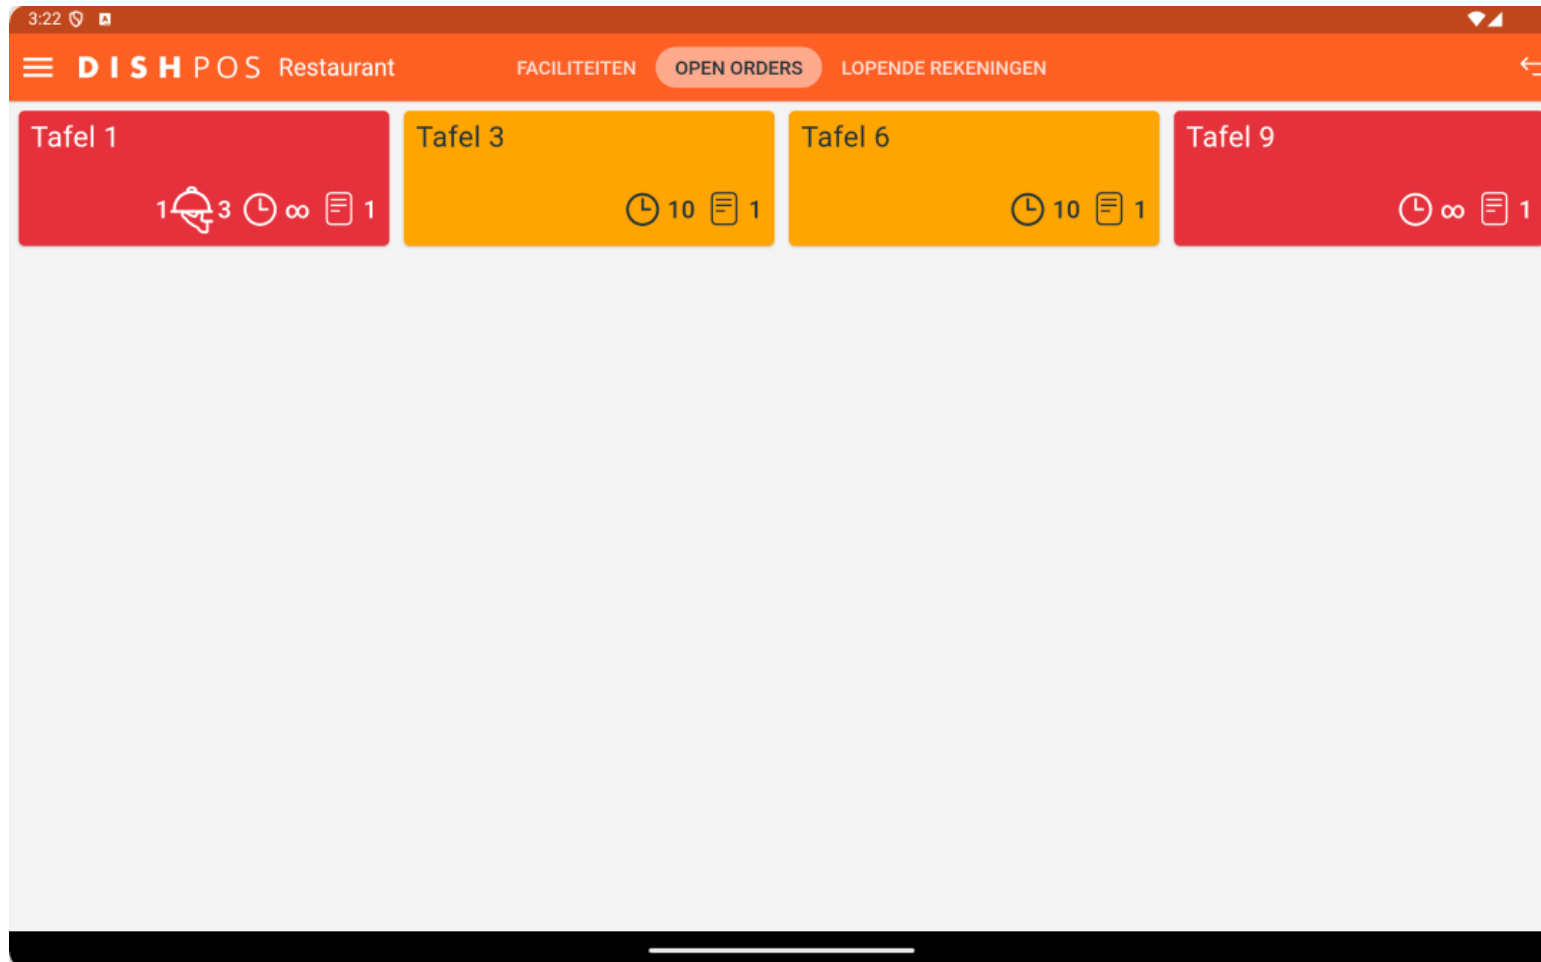 3:22
DISH POS Restaurant FACILITEITEN OPEN ORDERS LOPENDE REKENINGEN
Tafel 1
1 3 ∞ 1
Tafel 3
10 1
Tafel 6
10 1
Tafel 9
∞ 1